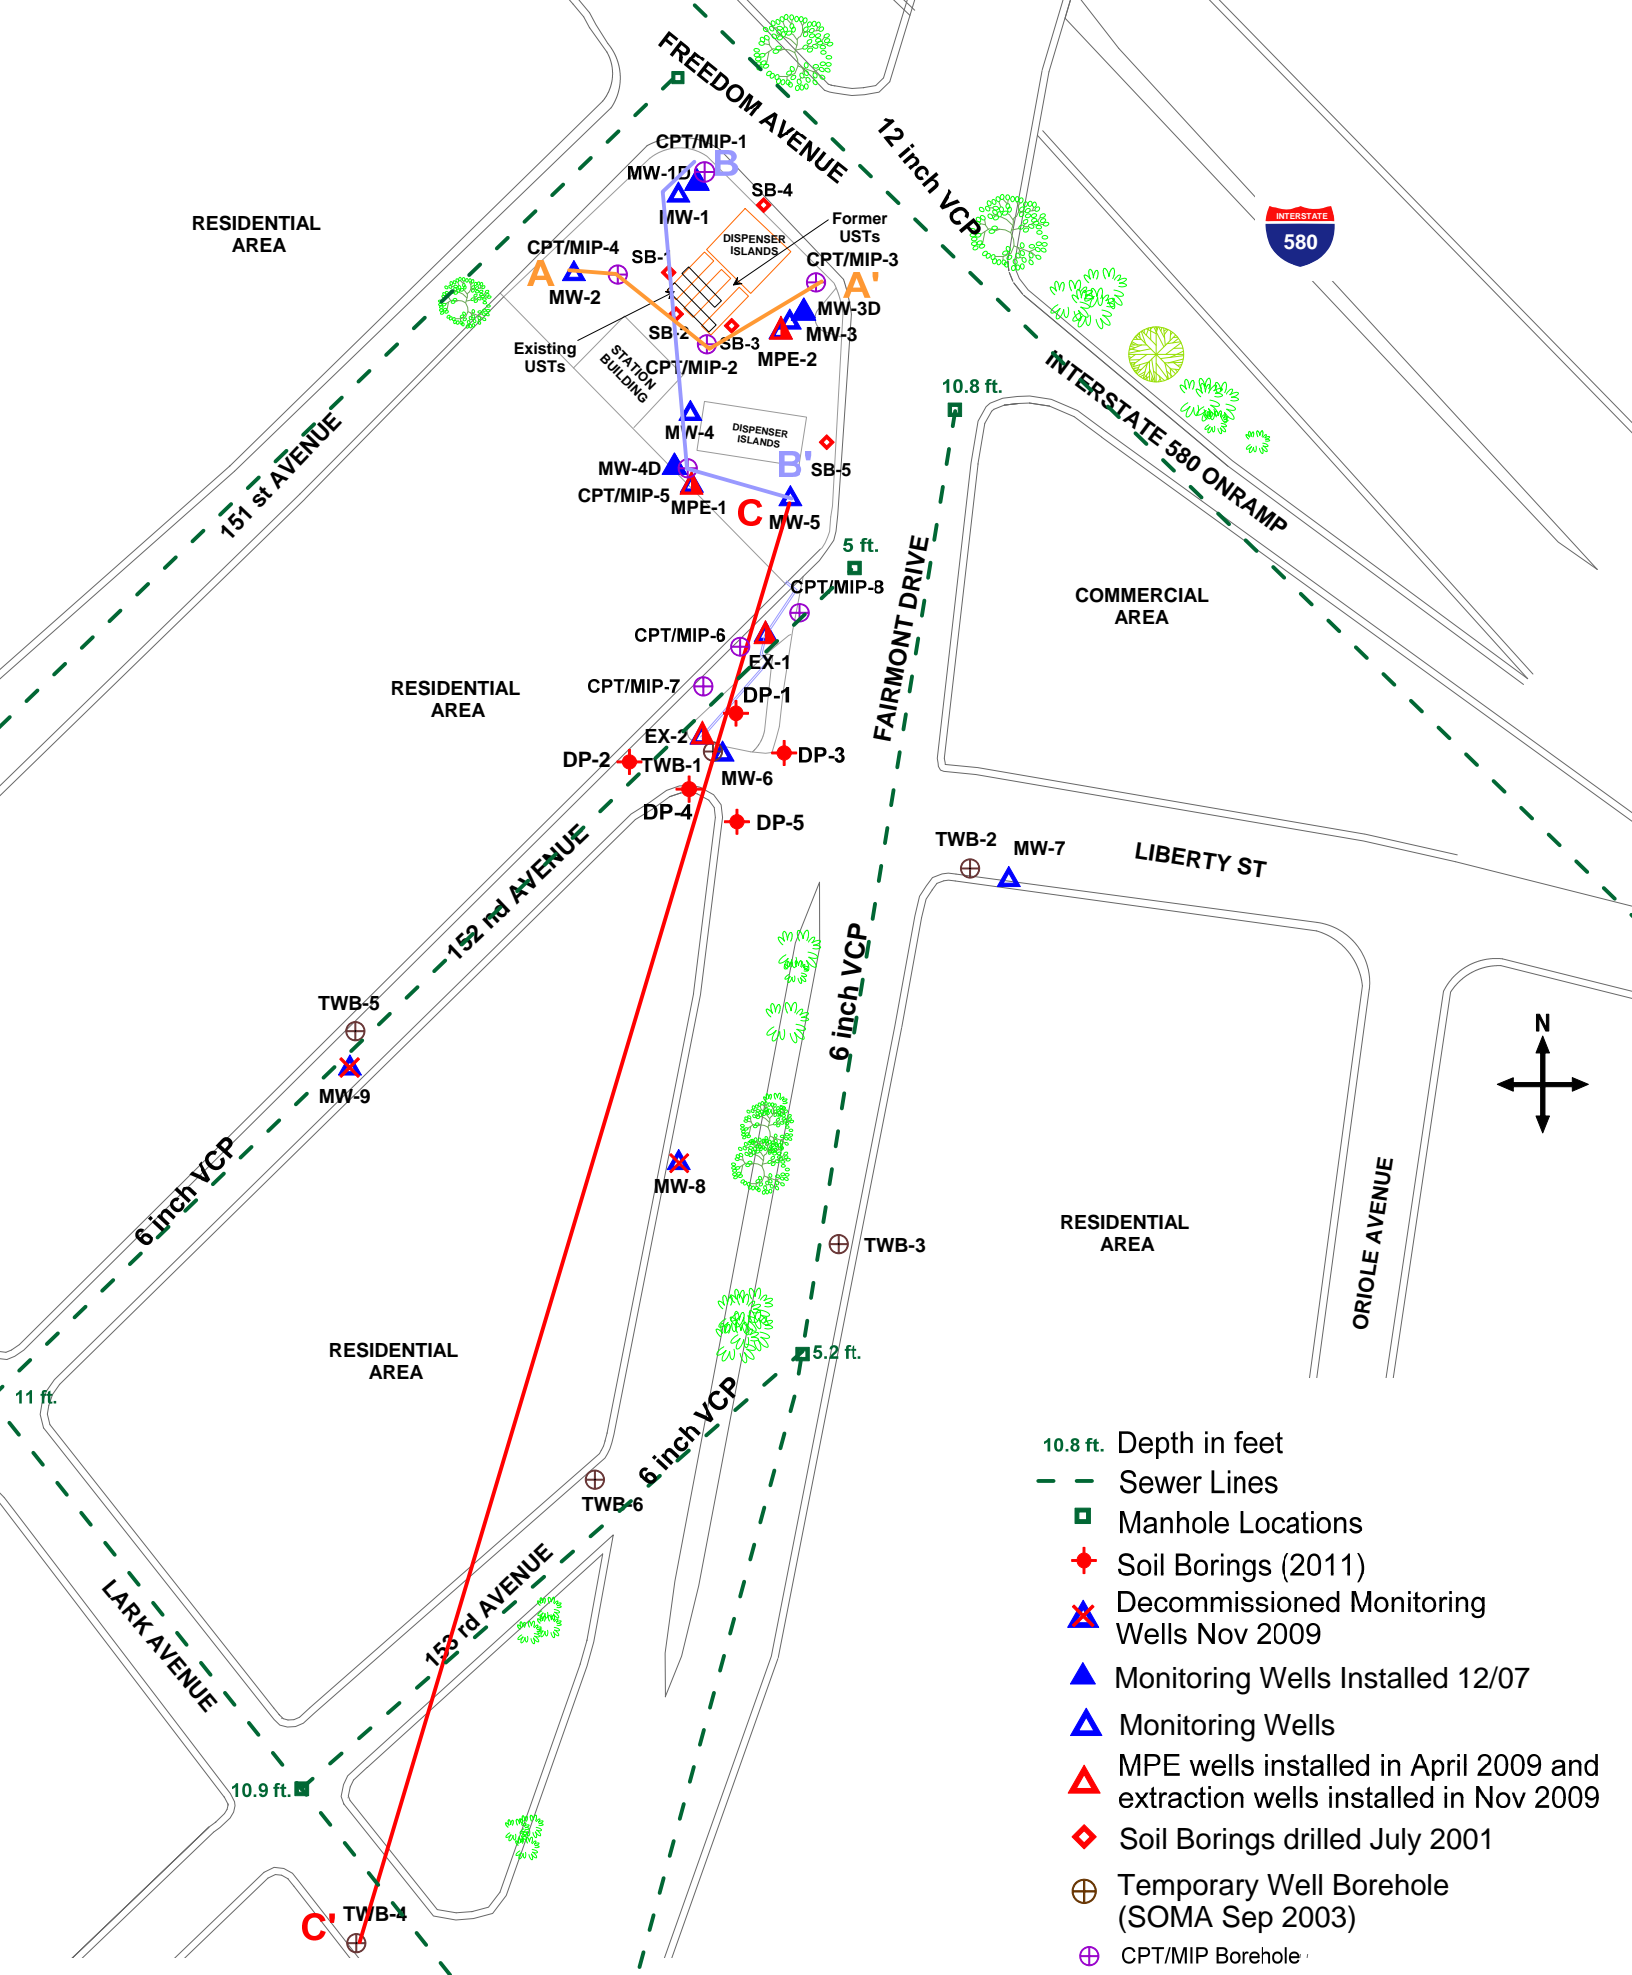 FREEDOM AVENUE
12 inch VCP
CPT/MIP-1
B
MW-1D
MW-1
SB-4
RESIDENTIAL
AREA
Former
USTs
DISPENSER
ISLANDS
INTERSTATE
580
CPT/MIP-4
SB-1
CPT/MIP-3
A
A'
MW-2
MW-3D
MW-3
SB-2
SB-3
MPE-2
Existing
USTs
STATION
BUILDING
CPT/MIP-2
INTERSTATE 580 ONRAMP
10.8 ft.
MW-4
DISPENSER
ISLANDS
151 st AVENUE
MW-4D
B'
SB-5
CPT/MIP-5
MPE-1
C
MW-5
5 ft.
FAIRMONT DRIVE
CPT/MIP-8
COMMERCIAL
AREA
CPT/MIP-6
EX-1
RESIDENTIAL
AREA
CPT/MIP-7
DP-1
EX-2
DP-2
TWB-1
DP-3
MW-6
DP-4
DP-5
TWB-2
MW-7
LIBERTY ST
152 nd AVENUE
6 inch VCP
TWB-5
N
MW-9
6 inch VCP
MW-8
TWB-3
RESIDENTIAL
AREA
ORIOLE AVENUE
RESIDENTIAL
AREA
5.2 ft.
11 ft.
6 inch VCP
TWB-6
153 rd AVENUE
LARK AVENUE
10.9 ft.
C'
TWB-4
10.8 ft. Depth in feet
Sewer Lines
Manhole Locations
Soil Borings (2011)
Decommissioned Monitoring
Wells Nov 2009
Monitoring Wells Installed 12/07
Monitoring Wells
MPE wells installed in April 2009 and
extraction wells installed in Nov 2009
Soil Borings drilled July 2001
Temporary Well Borehole
(SOMA Sep 2003)
CPT/MIP Borehole